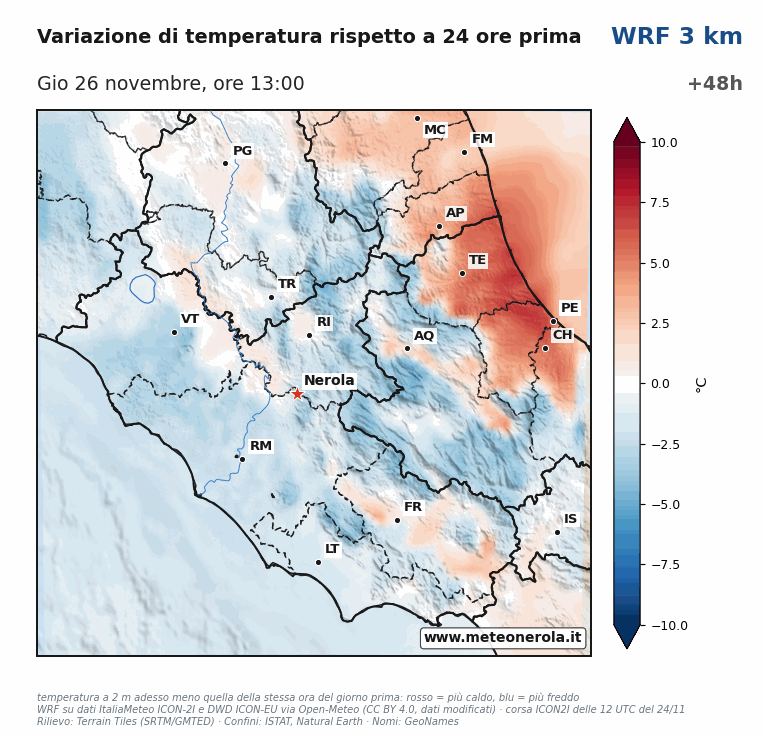 Variazione di temperatura rispetto a 24 ore prima
WRF 3 km
Gio 26 novembre, ore 13:00
+48h
MC
FM
PG
AP
TE
TR
PE
VT
RI
AQ
CH
Nerola
RM
FR
IS
LT
www.meteonerola.it
10.0
7.5
5.0
2.5
0.0
−2.5
−5.0
−7.5
−10.0
°C
temperatura a 2 m adesso meno quella della stessa ora del giorno prima: rosso = più caldo, blu = più freddo
WRF su dati ItaliaMeteo ICON-2I e DWD ICON-EU via Open-Meteo (CC BY 4.0, dati modificati) · corsa ICON2I delle 12 UTC del 24/11
Rilievo: Terrain Tiles (SRTM/GMTED) · Confini: ISTAT, Natural Earth · Nomi: GeoNames